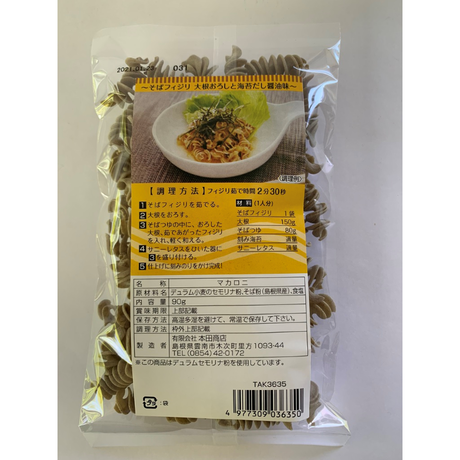 2021.01.23 031
～そばフィジリ 大根おろしと海苔だし醤油味～
(調理例)
【調理方法】フィジリ茹で時間2分30秒
1 そばフィジリを茹でる。
2 大根をおろす。
3 そばつゆの中に、おろした
大根、茹であがったフィジリ
を入れ、軽く和える。
4 サニーレタスをひいた器に
3を盛り付ける。
5 仕上げに刻みのりをかけ完成!
材料 (1人分)
そばフィジリ 1袋
大根 150g
そばつゆ 80g
刻み海苔 適量
サニーレタス 適量
名称 マカロニ
原材料名 デュラム小麦のセモリナ粉、そば粉(島根県産)、食塩
内容量 90g
賞味期限 上部記載
保存方法 高温多湿を避けて、常温で保存して下さい。
調理方法 枠外上部記載
製造者 有限会社 本田商店
島根県雲南市木次町里方1093-44
TEL(0854)42-0172
※この商品はデュラムセモリナ粉を使用しています。
プラ :袋
TAK3635
4 977309 036350